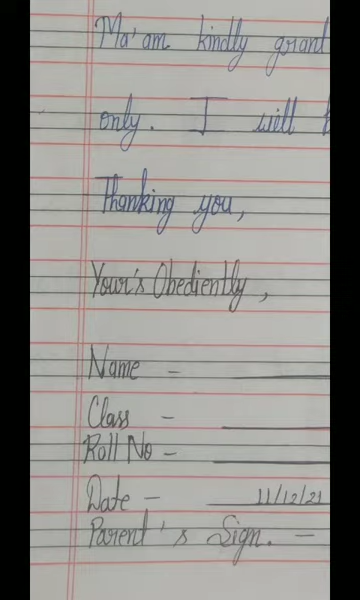 Ma'am kindly grant
only. I will
Thanking you,
Your's Obediently,
Name -
Class -
Roll No -
Date - 11/12/21
Parent's Sign. -